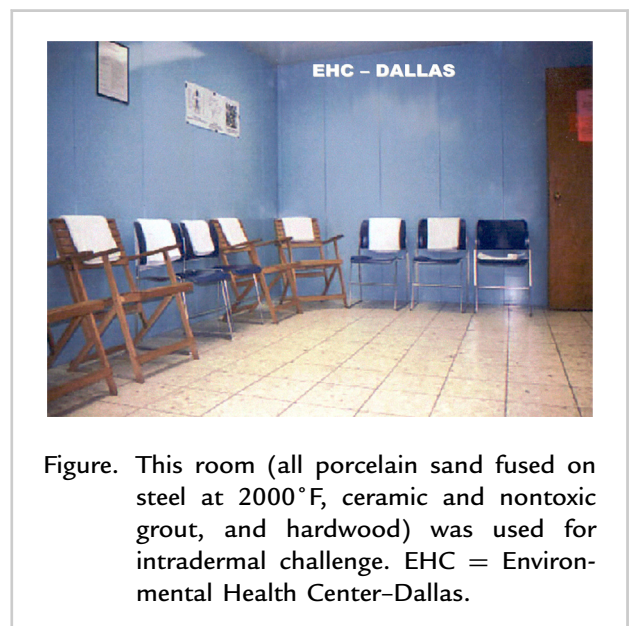 EHC – DALLAS
Figure. This room (all porcelain sand fused on
steel at 2000°F, ceramic and nontoxic
grout, and hardwood) was used for
intradermal challenge. EHC = Environ-
mental Health Center–Dallas.